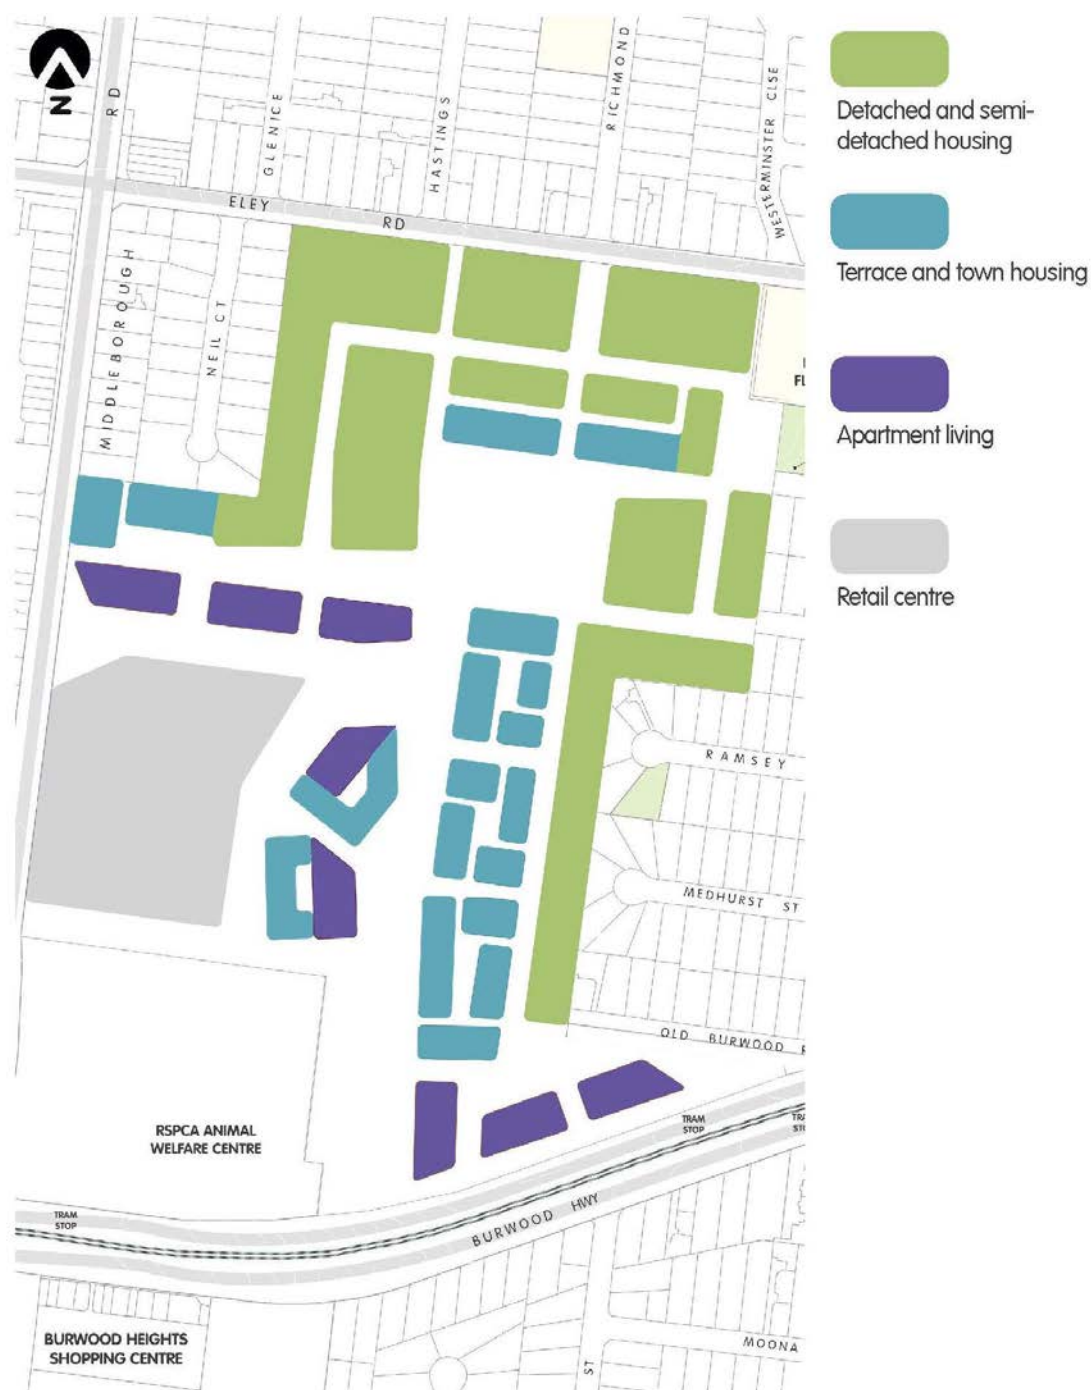 N
RD
GLENICE
HASTINGS
RICHMOND
WESTERMINSTER CLSE
Detached and semi-
detached housing
ELEY
RD
Terrace and town housing
MIDDLEBOROUGH
NEIL CT
FL
Apartment living
Retail centre
RAMSEY
MEDHURST ST
OLD BURWOOD
RSPCA ANIMAL
WELFARE CENTRE
TRAM
STOP
TRAM
STOP
BURWOOD HWY
BURWOOD HEIGHTS
SHOPPING CENTRE
MOONA
ST